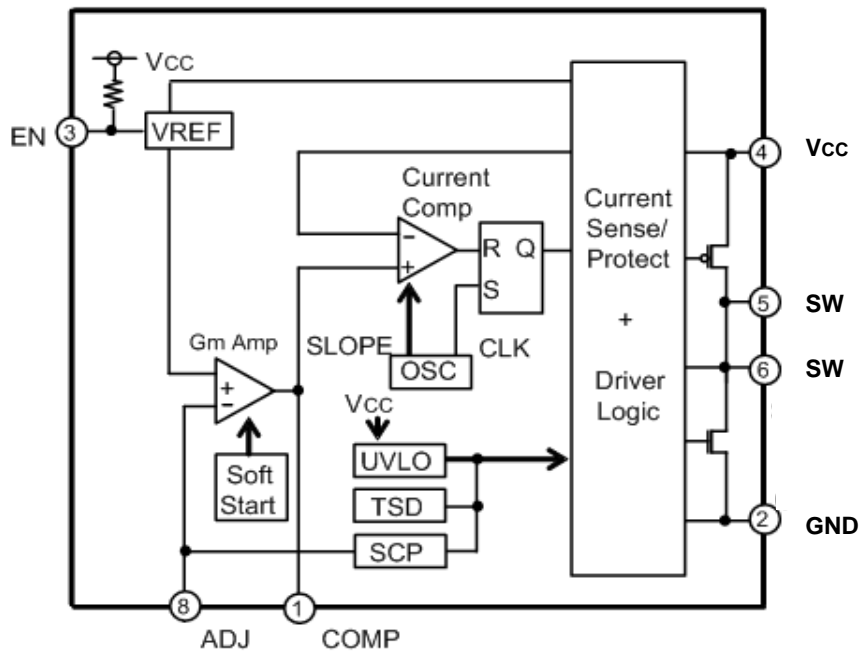 VCC
EN
3
VREF
4
VCC
Current
Comp
Current
Sense/
Protect
+
Driver
Logic
−
+
R Q
S
5
SW
Gm Amp
SLOPE
OSC
CLK
6
SW
+
−
VCC
Soft
Start
UVLO
TSD
SCP
2
GND
8
ADJ
1
COMP